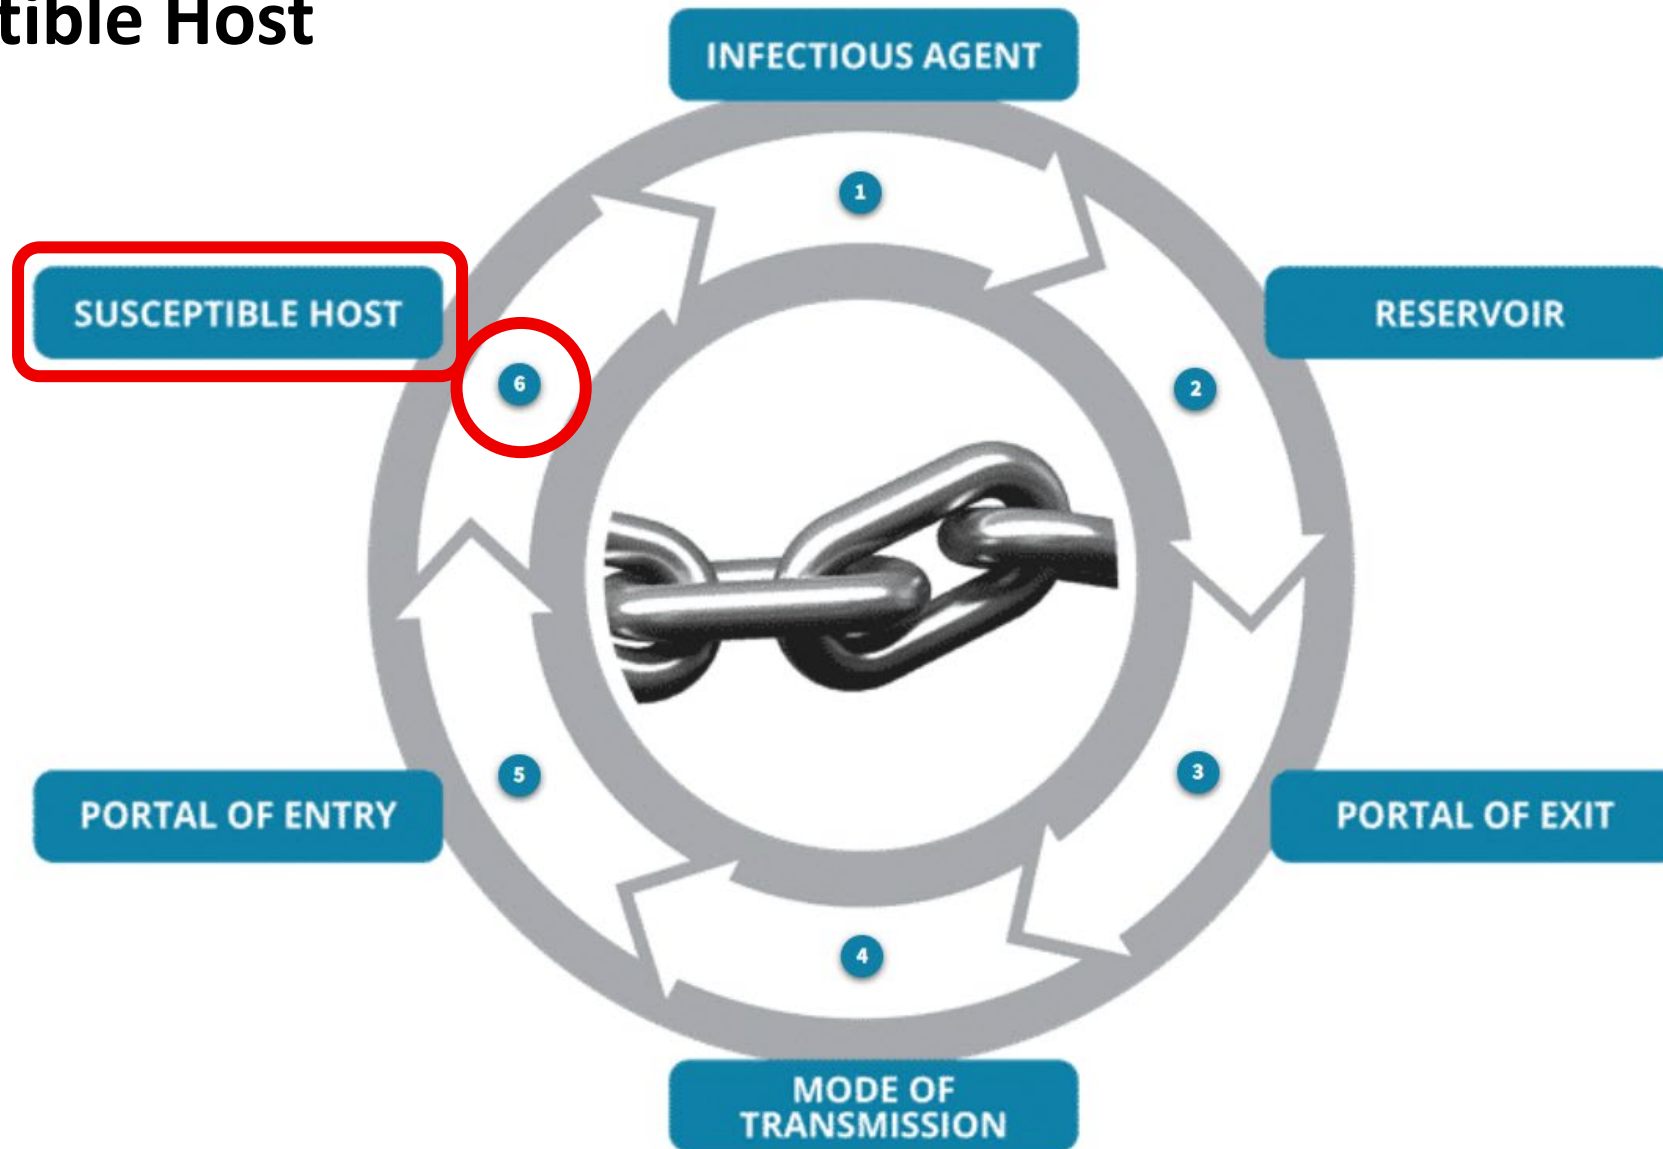 tible Host
INFECTIOUS AGENT
1
SUSCEPTIBLE HOST
RESERVOIR
6
2
5
3
PORTAL OF ENTRY
PORTAL OF EXIT
4
MODE OF
TRANSMISSION